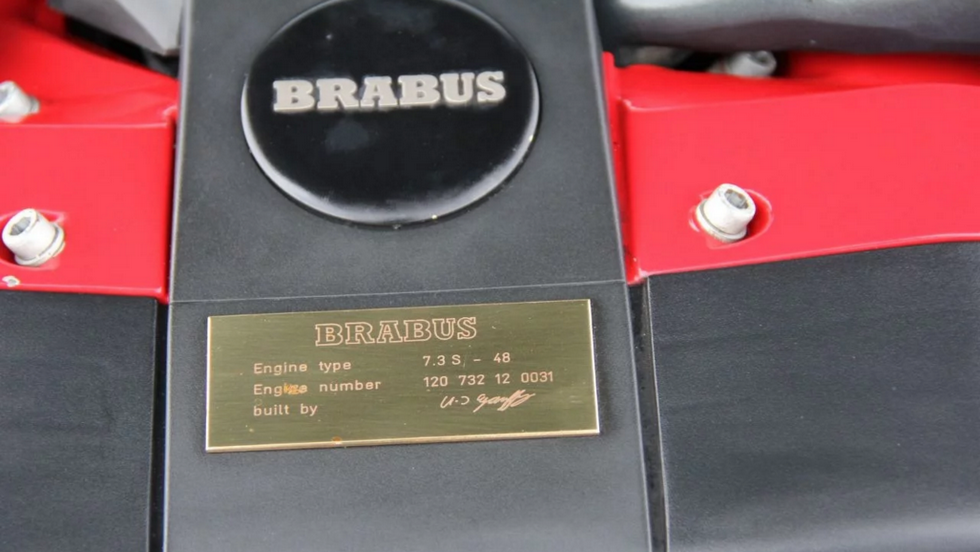 BRABUS
BRABUS
Engine type 7.3 S - 48
Engine number 120 732 12 0031
built by